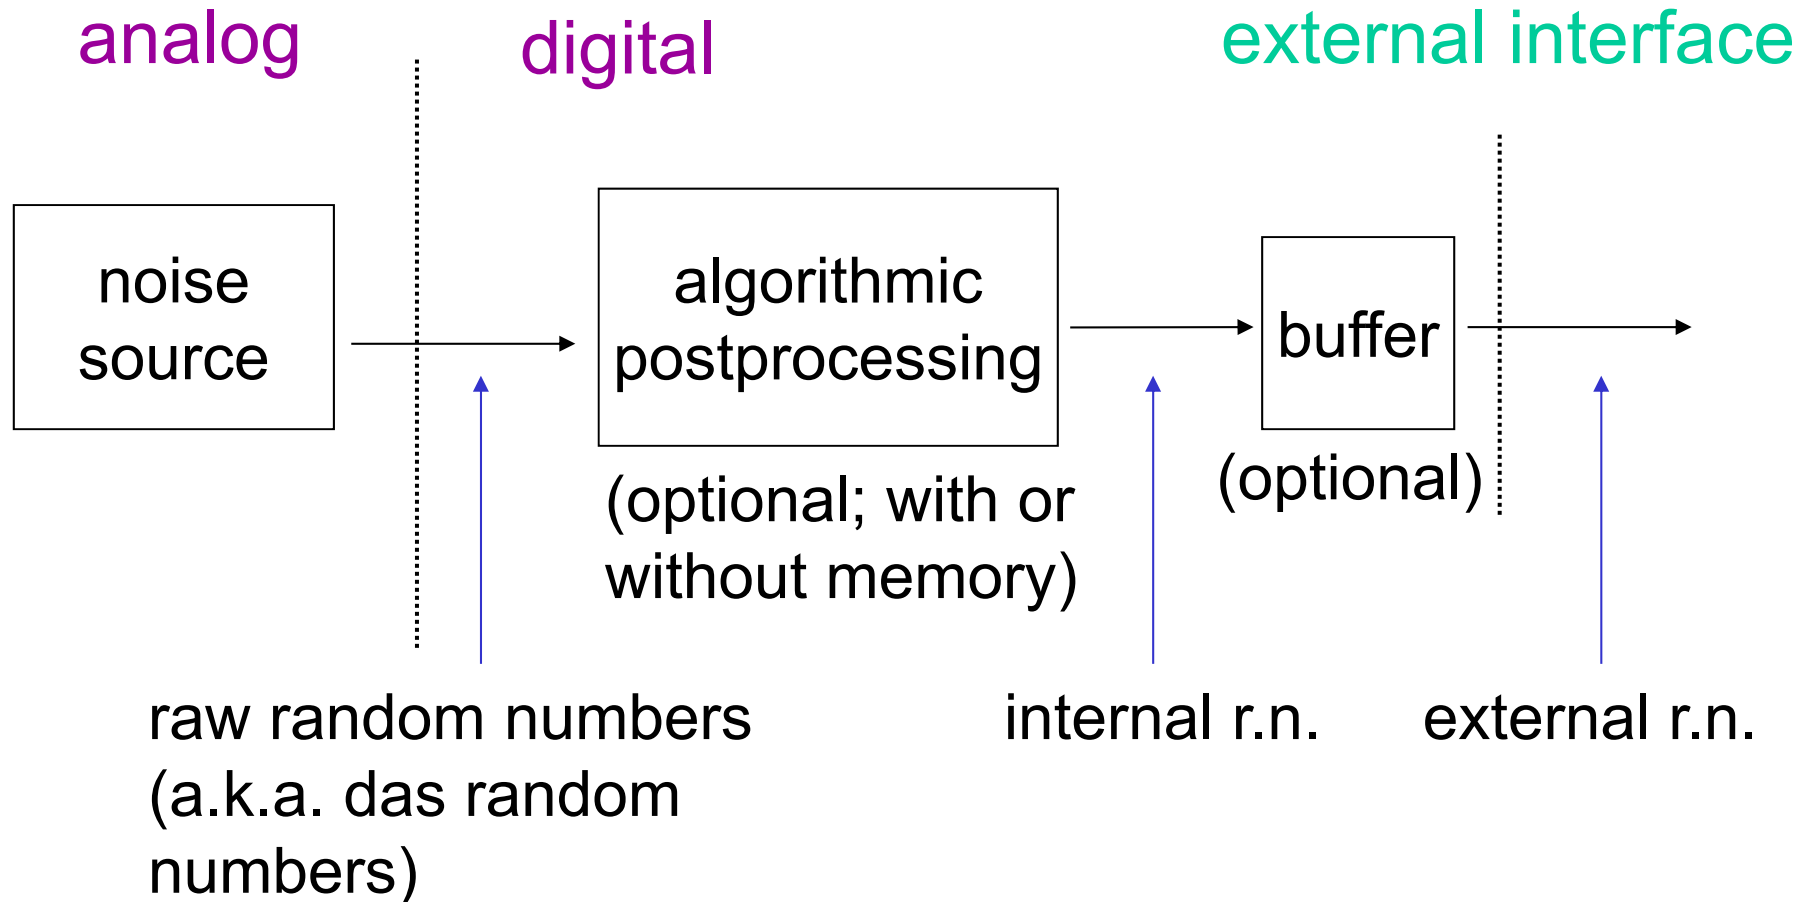 analog
digital
external interface
noise
source
algorithmic
postprocessing
(optional; with or
without memory)
buffer
(optional)
raw random numbers
(a.k.a. das random
numbers)
internal r.n.
external r.n.